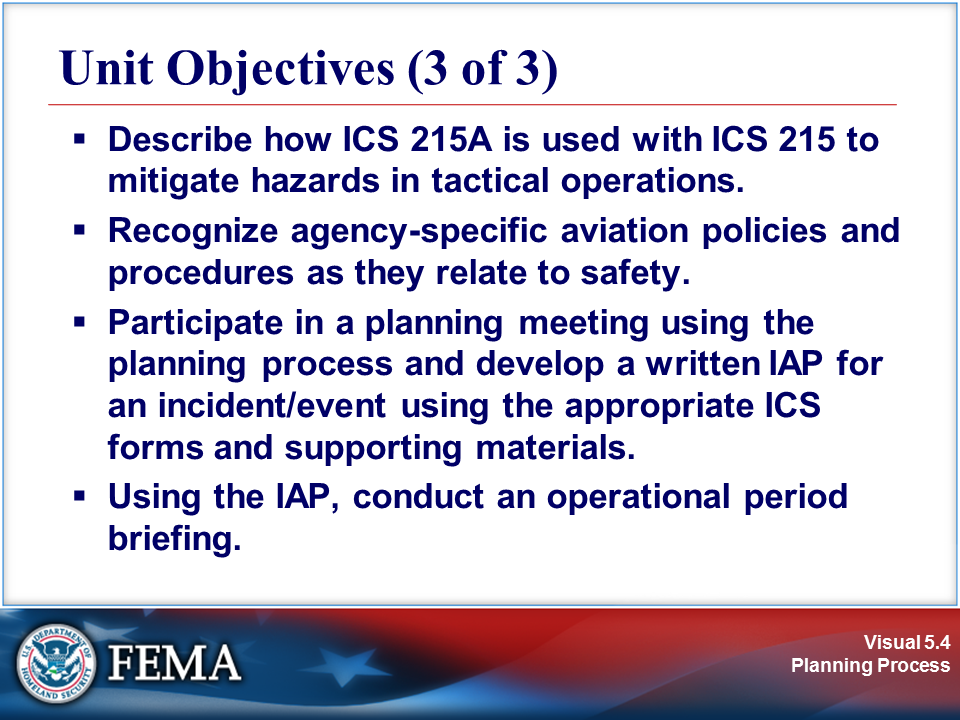 Unit Objectives (3 of 3)
Describe how ICS 215A is used with ICS 215 to
mitigate hazards in tactical operations.
Recognize agency-specific aviation policies and
procedures as they relate to safety.
Participate in a planning meeting using the
planning process and develop a written IAP for
an incident/event using the appropriate ICS
forms and supporting materials.
Using the IAP, conduct an operational period
briefing.
U.S. DEPARTMENT OF
HOMELAND SECURITY
FEMA
Visual 5.4
Planning Process